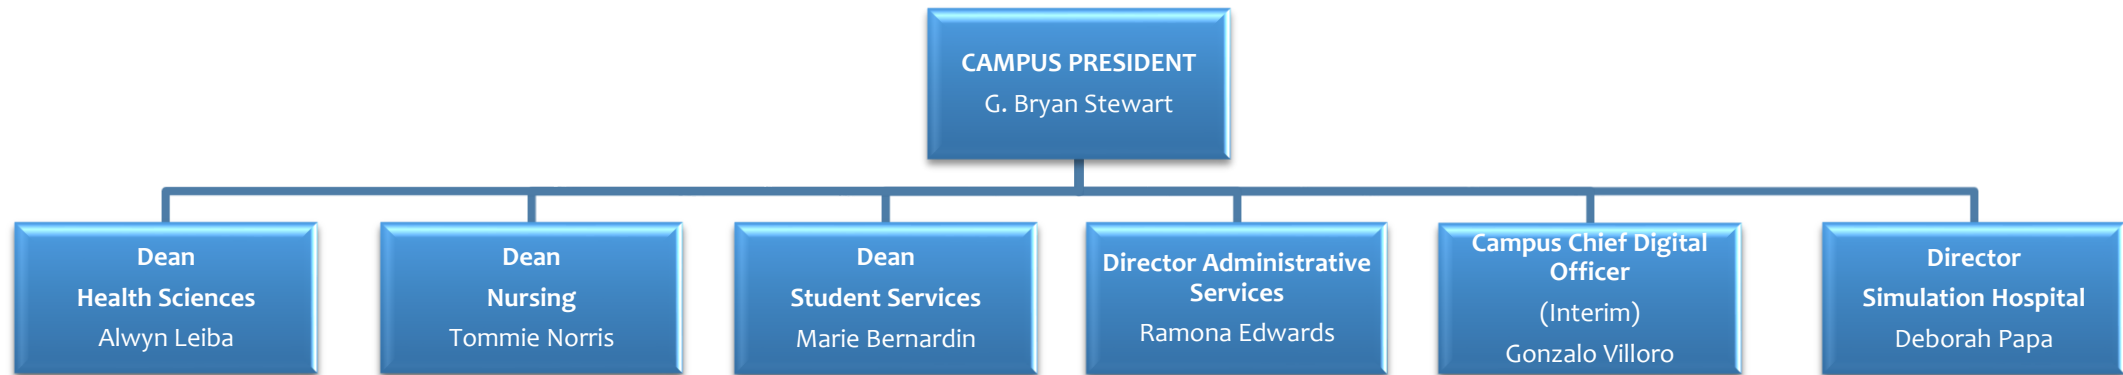 CAMPUS PRESIDENT
G. Bryan Stewart
Dean
Health Sciences
Alwyn Leiba
Dean
Nursing
Tommie Norris
Dean
Student Services
Marie Bernardin
Director Administrative
Services
Ramona Edwards
Campus Chief Digital
Officer
(Interim)
Gonzalo Villoro
Director
Simulation Hospital
Deborah Papa